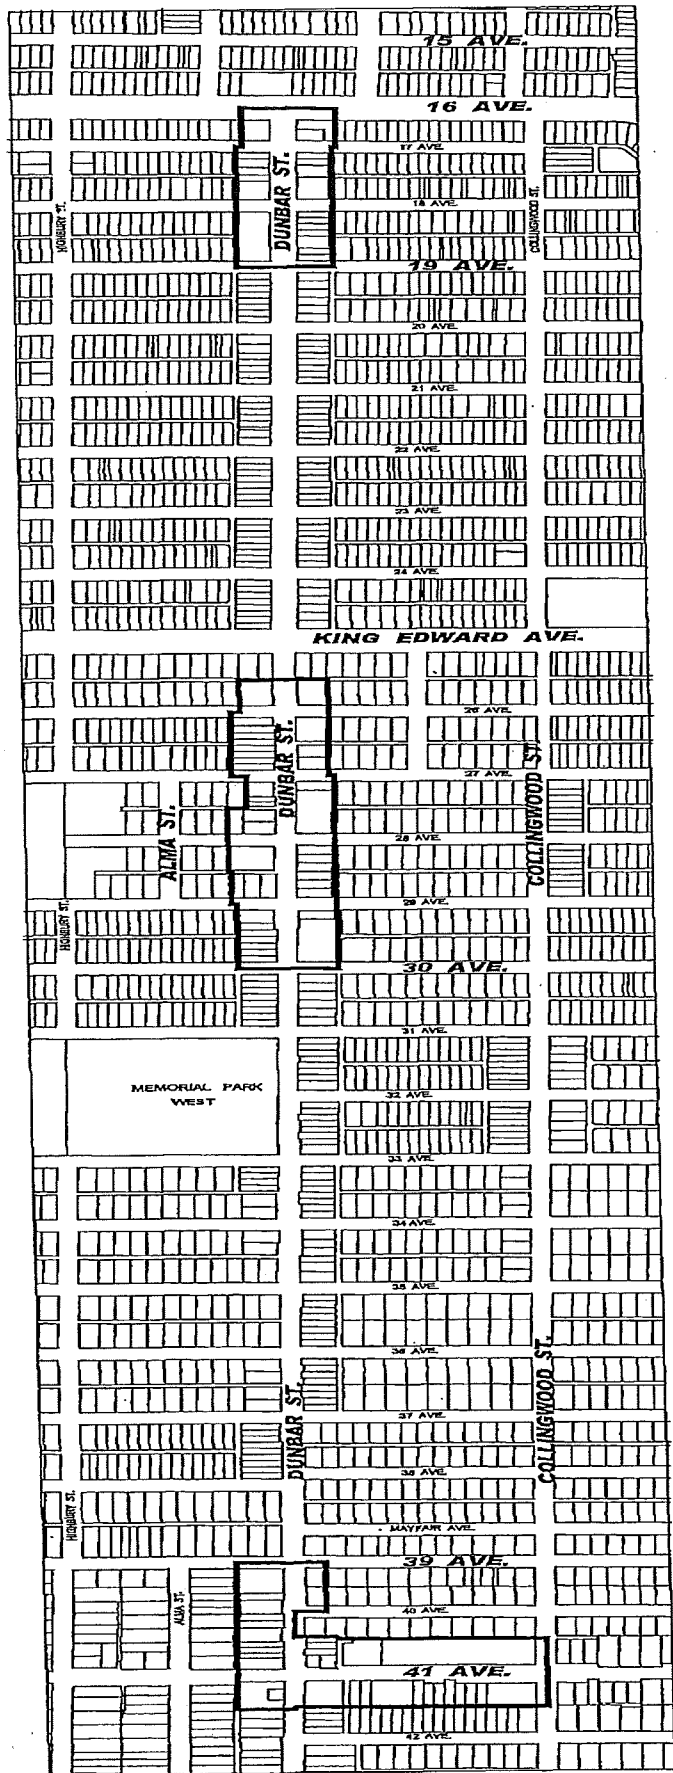 15 AVE.
16 AVE.
17 AVE.
DUNBAR ST.
18 AVE.
HIGHBURY ST.
COLLINGWOOD ST.
19 AVE.
20 AVE.
21 AVE.
22 AVE.
23 AVE.
24 AVE.
KING EDWARD AVE.
26 AVE.
DUNBAR ST.
27 AVE.
COLLINGWOOD ST.
ALMA ST.
28 AVE.
29 AVE.
HIGHBURY ST.
30 AVE.
31 AVE.
MEMORIAL PARK
WEST
32 AVE.
33 AVE.
34 AVE.
35 AVE.
36 AVE.
COLLINGWOOD ST.
37 AVE.
DUNBAR ST.
38 AVE.
HIGHBURY ST.
MAYFAIR AVE.
39 AVE.
ALMA ST.
40 AVE.
41 AVE.
42 AVE.